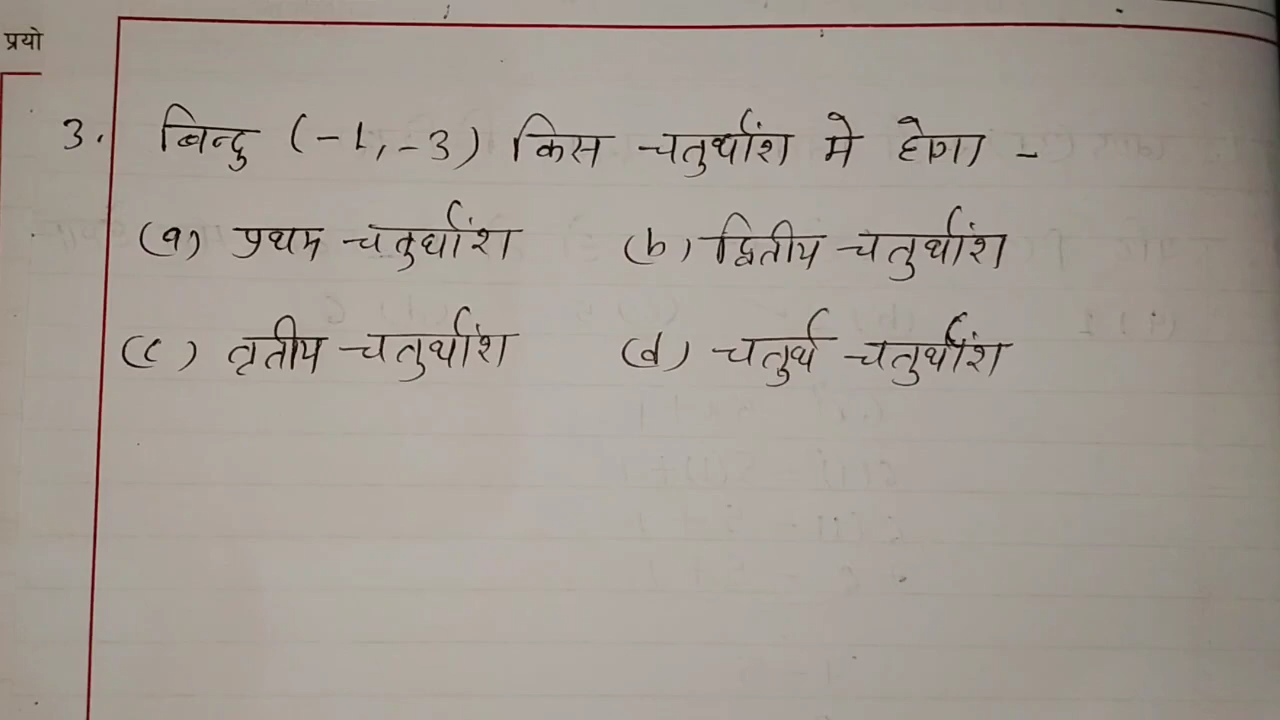 प्रयो
3. बिन्दु (-1, -3) किस चतुर्थांश मे होगा -
(a) प्रथम चतुर्थांश (b) द्वितीय चतुर्थांश
(c) तृतीय चतुर्थांश (d) चतुर्थ चतुर्थांश